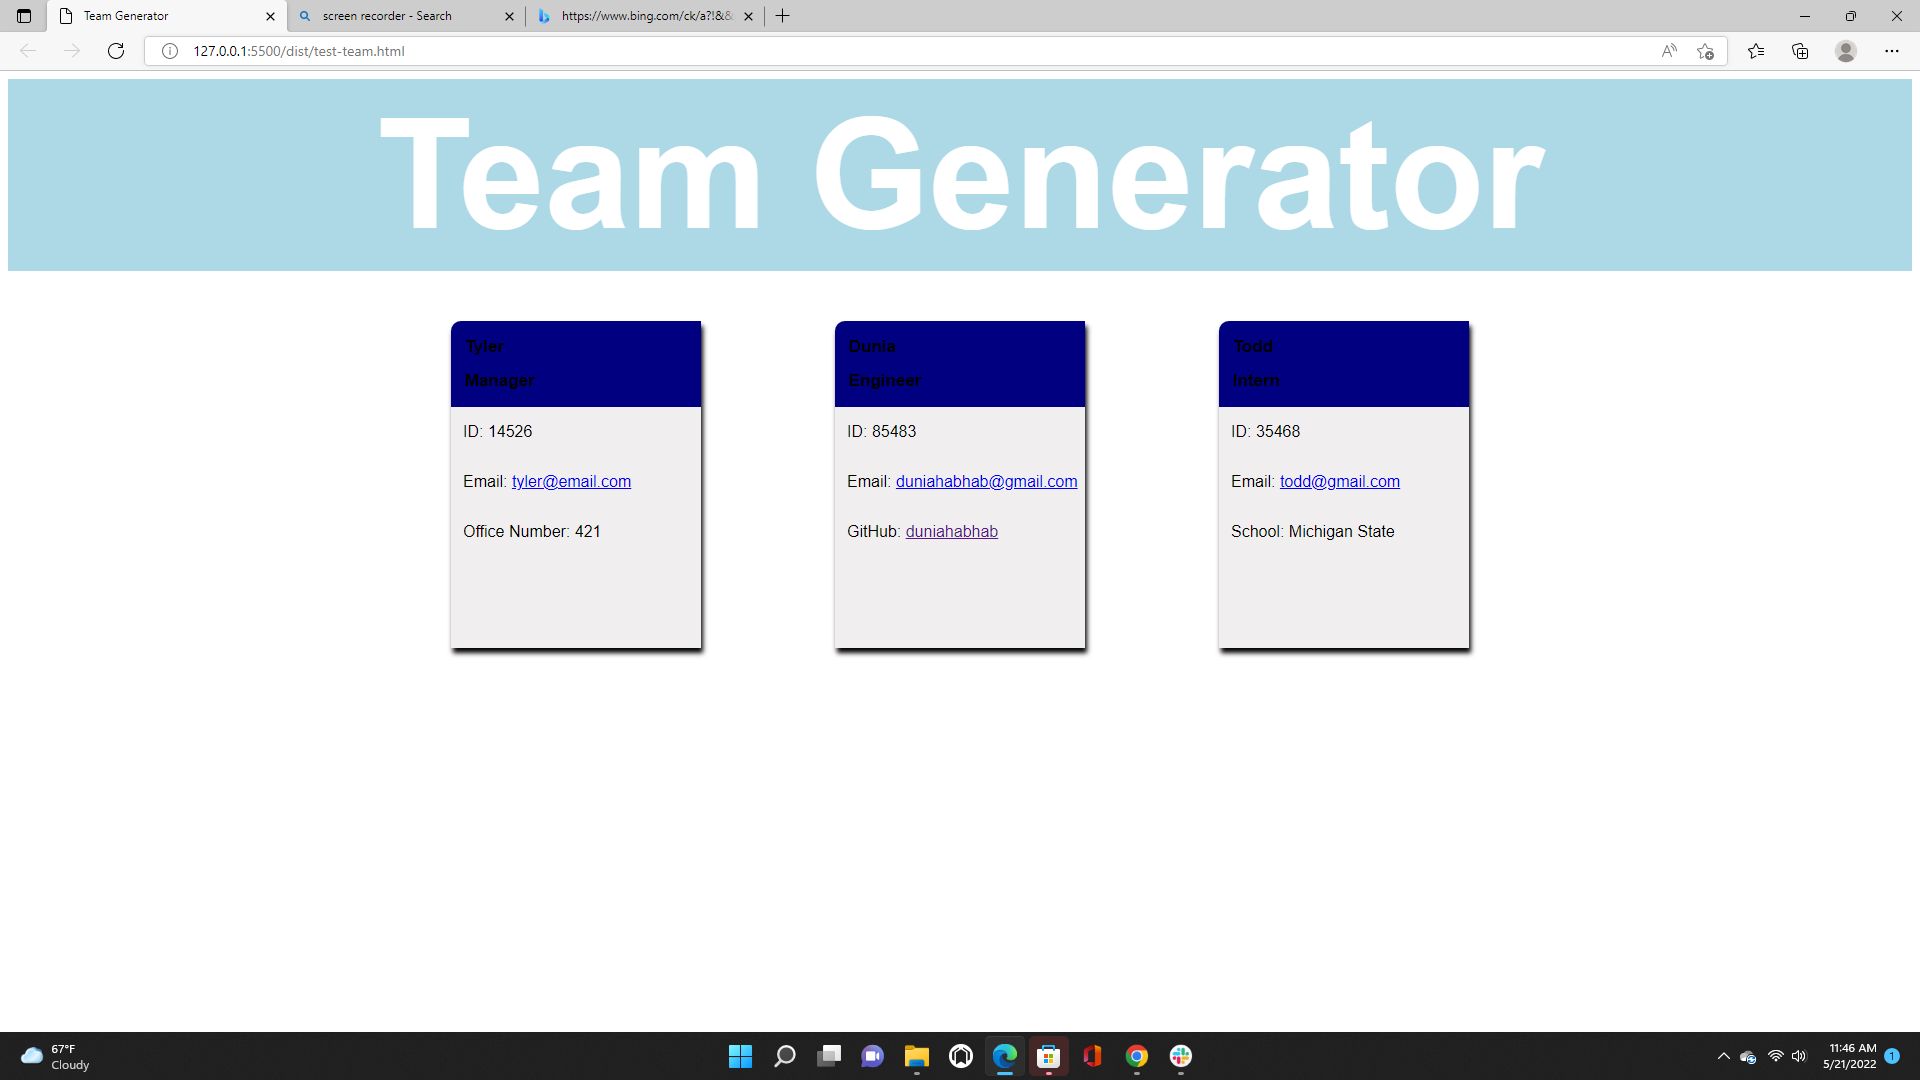 Team Generator
screen recorder - Search
https://www.bing.com/ck/a?!&&
127.0.0.1:5500/dist/test-team.html
Team Generator
Tyler
Manager
ID: 14526
Email: tyler@email.com
Office Number: 421
Dunia
Engineer
ID: 85483
Email: duniahabhab@gmail.com
GitHub: duniahabhab
Todd
Intern
ID: 35468
Email: todd@gmail.com
School: Michigan State
67°F
Cloudy
11:46 AM
5/21/2022
1